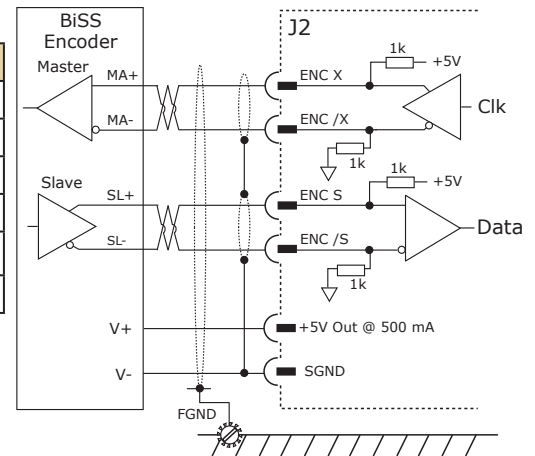 BiSS
Encoder
J2
Master
MA+
MA-
ENC X
ENC /X
1k
+5V
Clk
1k
Slave
SL+
SL-
ENC S
ENC /S
1k
+5V
Data
1k
V+
+5V Out @ 500 mA
V-
SGND
FGND